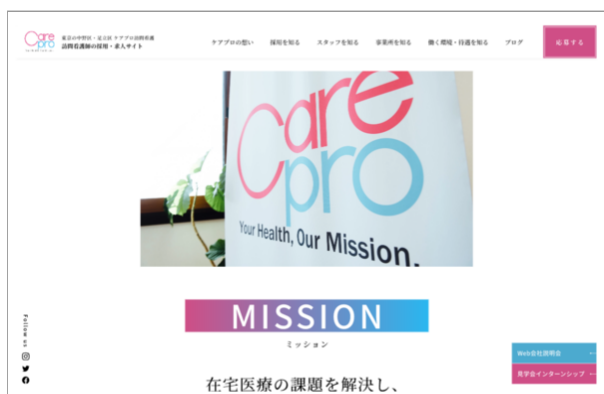 Care
pro
東京の中野区・足立区 ケアプロ訪問看護
訪問看護師の採用・求人サイト
ケアプロの想い 採用を知る スタッフを知る 事業所を知る 働く環境・待遇を知る ブログ 応募する
Care
pro
Your Health, Our Mission.
MISSION
ミッション
在宅医療の課題を解決し、
Follow us
Web会社説明会
見学会インターンシップ